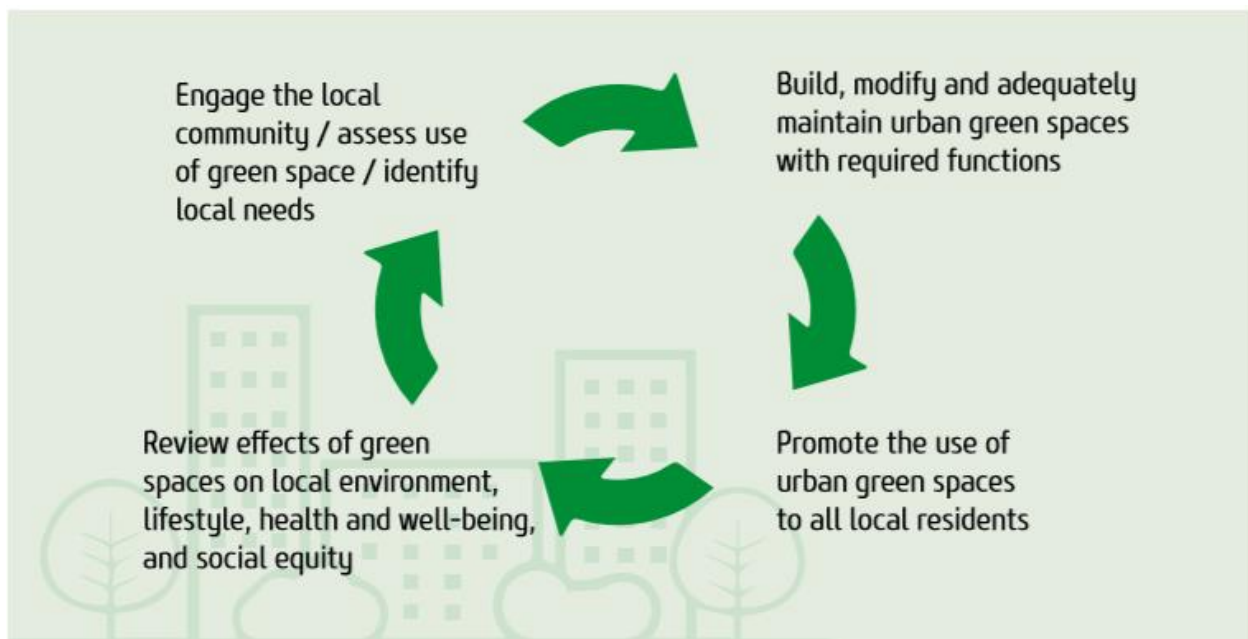 Engage the local
community / assess use
of green space / identify
local needs
Build, modify and adequately
maintain urban green spaces
with required functions
Promote the use of
urban green spaces
to all local residents
Review effects of green
spaces on local environment,
lifestyle, health and well-being,
and social equity